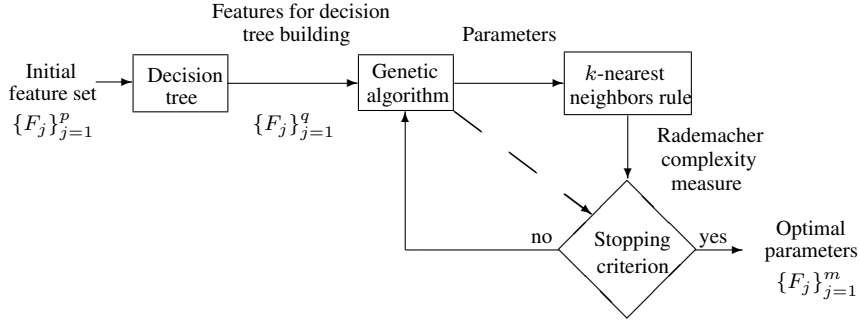 Features for decision
tree building
Parameters
Initial
feature set
{F_j}_{j=1}^p
Decision
tree
{F_j}_{j=1}^q
Genetic
algorithm
k-nearest
neighbors rule
Rademacher
complexity
measure
no
Stopping
criterion
yes
Optimal
parameters
{F_j}_{j=1}^m